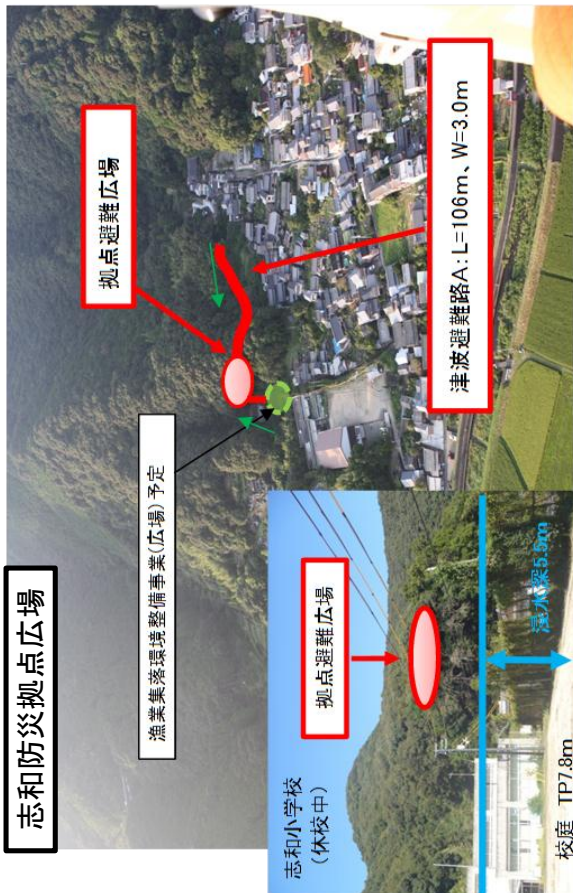 志和防災拠点広場
拠点避難広場
漁業集落環境整備事業(広場)予定
津波避難路A:L=106m、W=3.0m
志和小学校
(休校中)
拠点避難広場
浸水深5.5m
校庭 TP7.8m